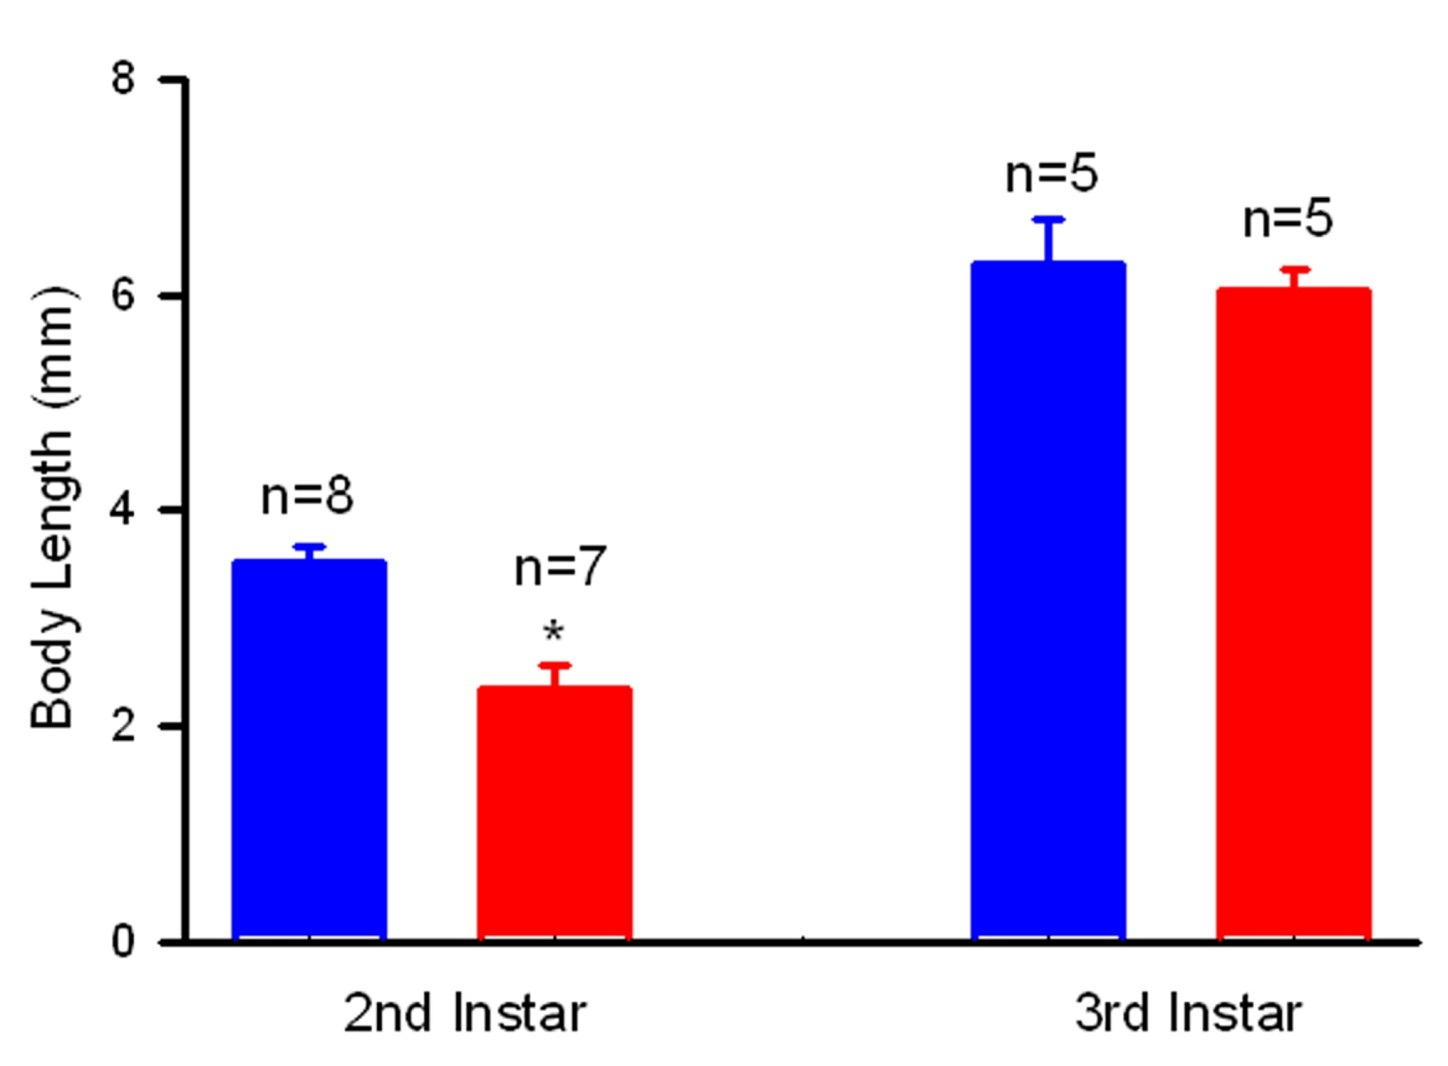 8
6
4
2
0
Body Length (mm)
n=8
n=7
*
n=5
n=5
2nd Instar
3rd Instar